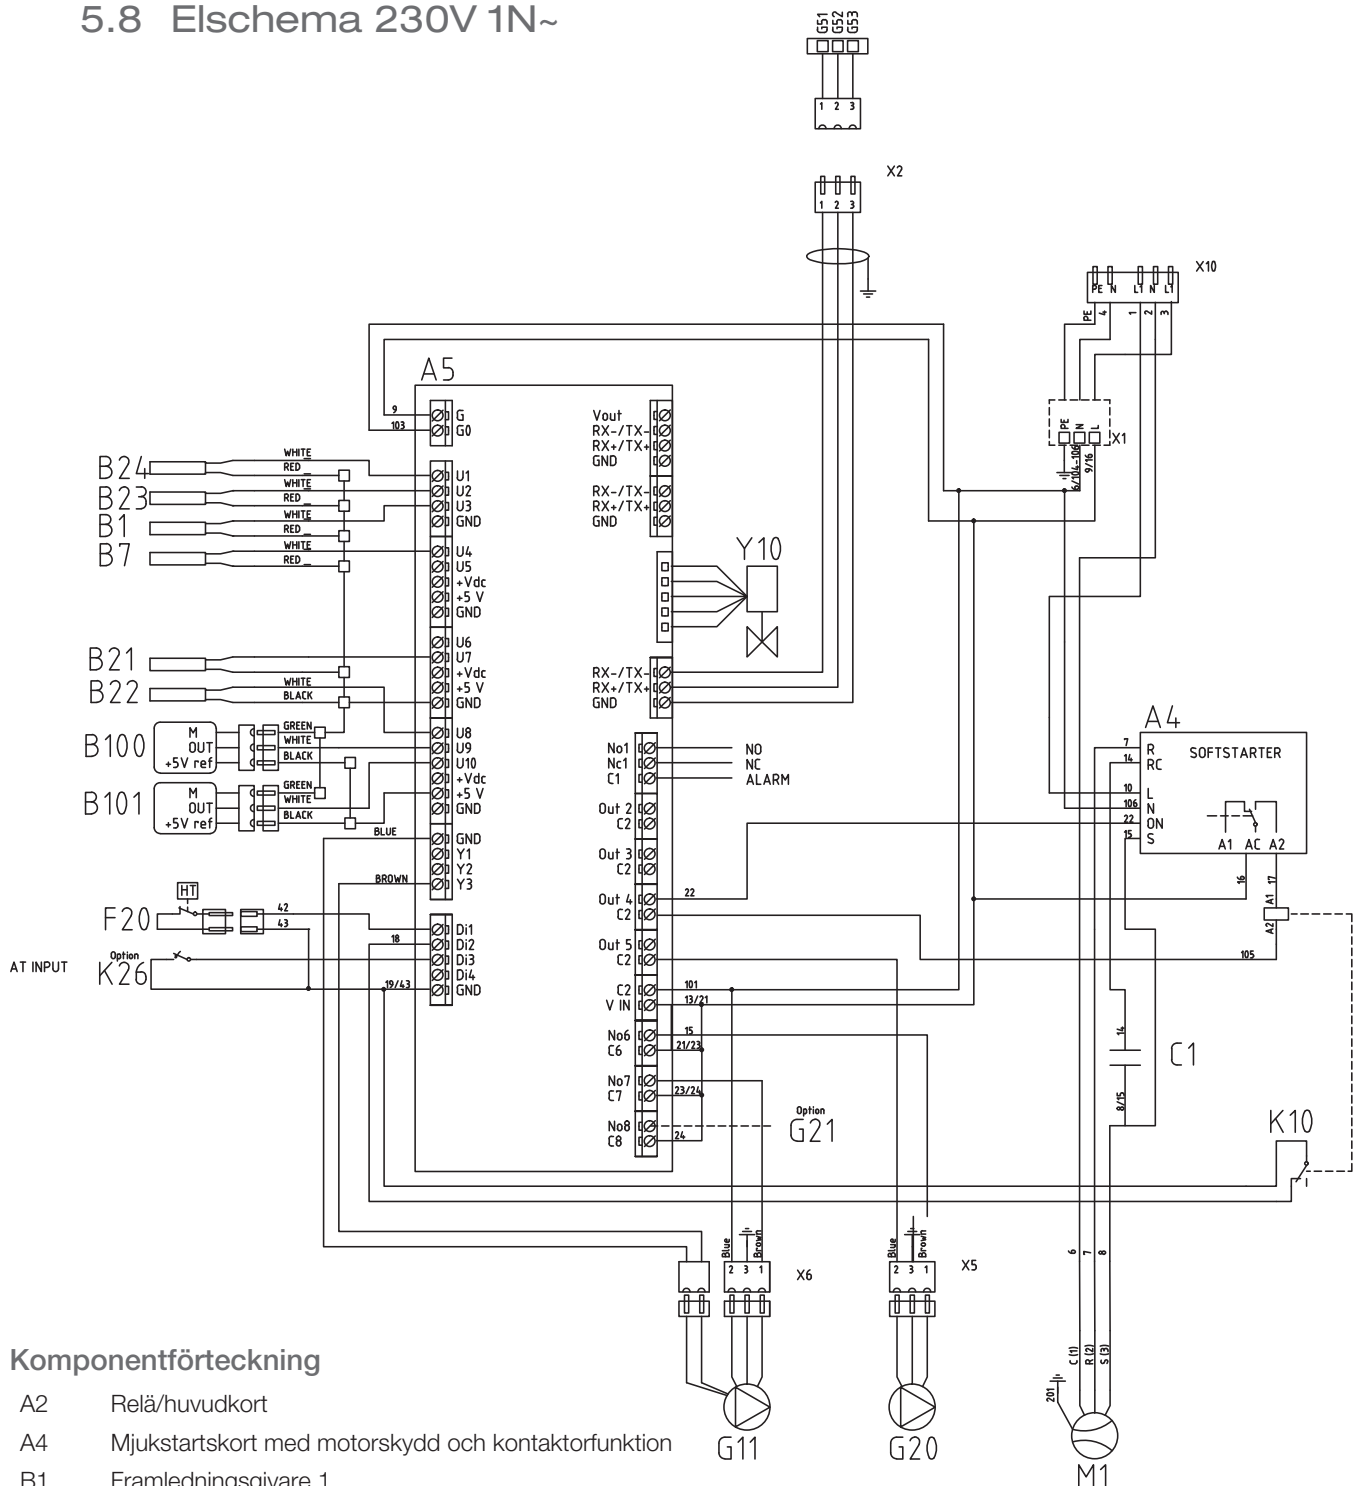 5.8 Elschema 230V 1N~
G51 G52 G53
1 2 3
X2
1 2 3
X10
PE N L1 N L1
PE 4 1 2 3
A5
9 G
103 G0
Vout
RX-/TX-
RX+/TX+
GND
PE N L
X1
6/104-106
9/16
B24 WHITE
RED
U1
B23 WHITE
RED
U2
B1 WHITE
RED
U3
GND
B7 WHITE
RED
U4
U5
+Vdc
+5 V
GND
RX-/TX-
RX+/TX+
GND
Y10
B21
B22 WHITE
BLACK
U6
U7
+Vdc
+5 V
GND
RX-/TX-
RX+/TX+
GND
B100
M
OUT
+5V ref
GREEN
WHITE
BLACK
B101
M
OUT
+5V ref
GREEN
WHITE
BLACK
U8
U9
U10
+Vdc
+5 V
GND
No1 NO
Nc1 NC
C1 ALARM
Out 2
C2
A4
SOFTSTARTER
7 R
14 RC
10 L
106 N
22 ON
15 S
A1 AC A2
16 17
A1
A2
105
BLUE GND
Y1
Y2
BROWN Y3
Out 3
C2
Out 4 22
C2
Out 5
C2
C2 101
V IN 13/21
No6 15
C6 21/23
No7
C7 23/24
No8
C8 24
Option
G21
HT
F20 42
43
Option
AT INPUT K26
18
19/43
Di1
Di2
Di3
Di4
GND
14
C1
8/15
K10
Blue Brown
2 3 1
X6
Blue Brown
2 3 1
X5
6 7 8
C (1)
R (2)
S (3)
201
G11
G20
M1
Komponentförteckning
A2 Relä/huvudkort
A4 Mjukstartskort med motorskydd och kontaktorfunktion
B1 Framledningsgivare 1